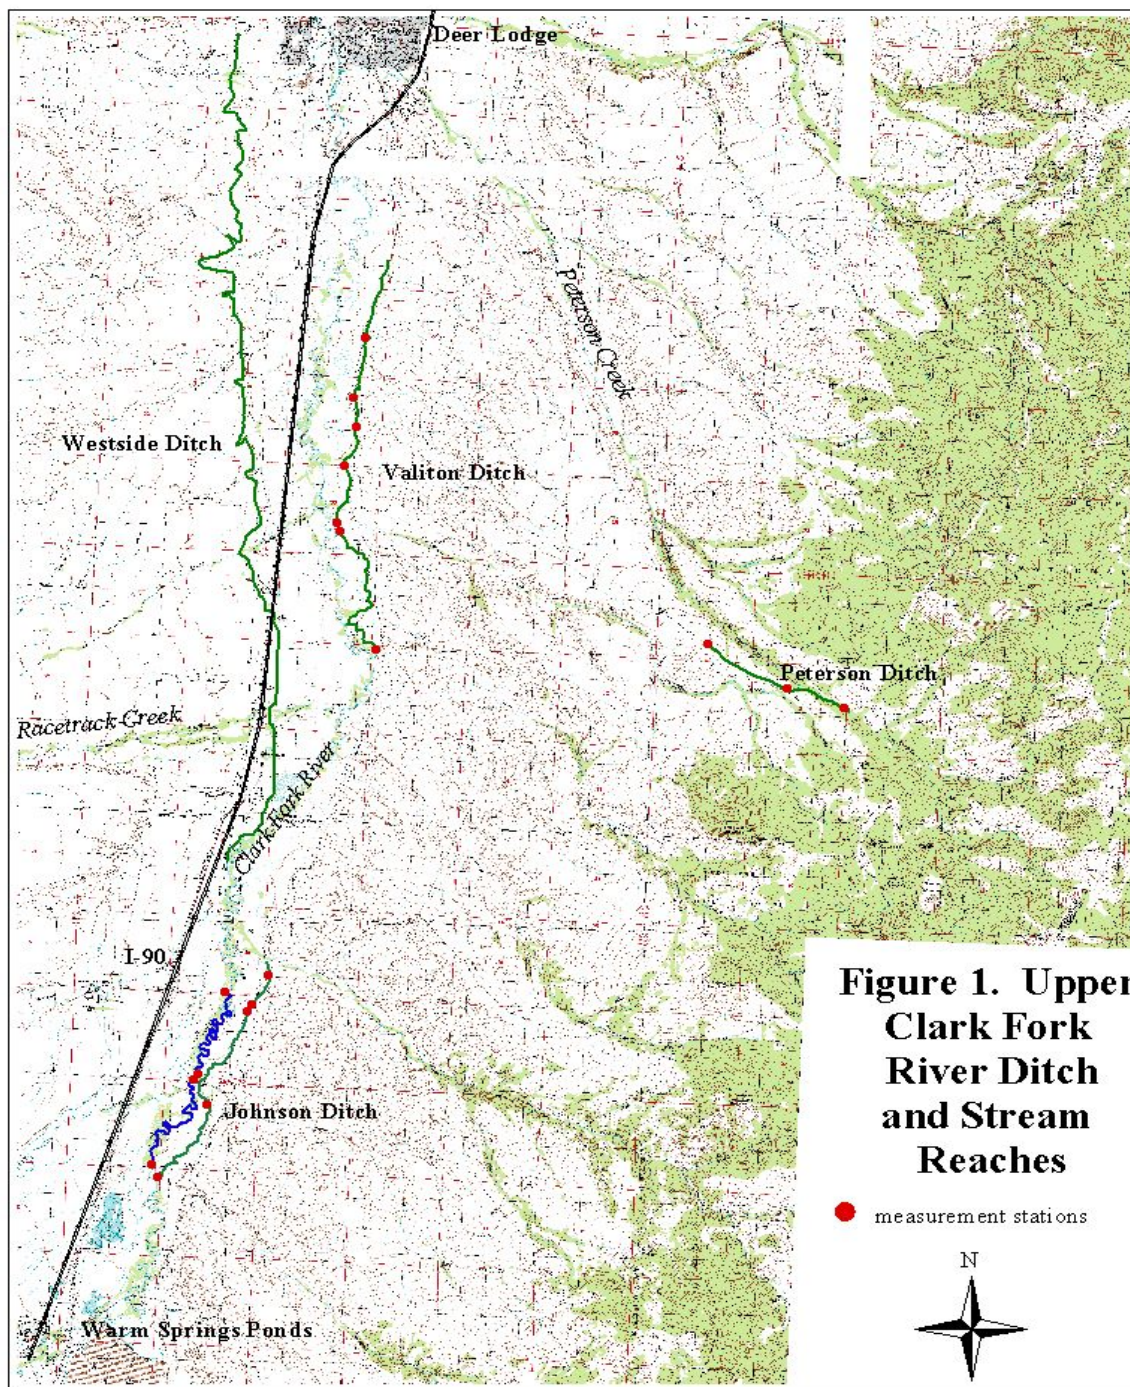 Deer Lodge
Peterson Creek
Westside Ditch
Valiton Ditch
Peterson Ditch
Racetrack Creek
Clark Fork River
I-90
Figure 1. Upper
Clark Fork
River Ditch
and Stream
Reaches
Johnson Ditch
measurement stations
N
Warm Springs Ponds